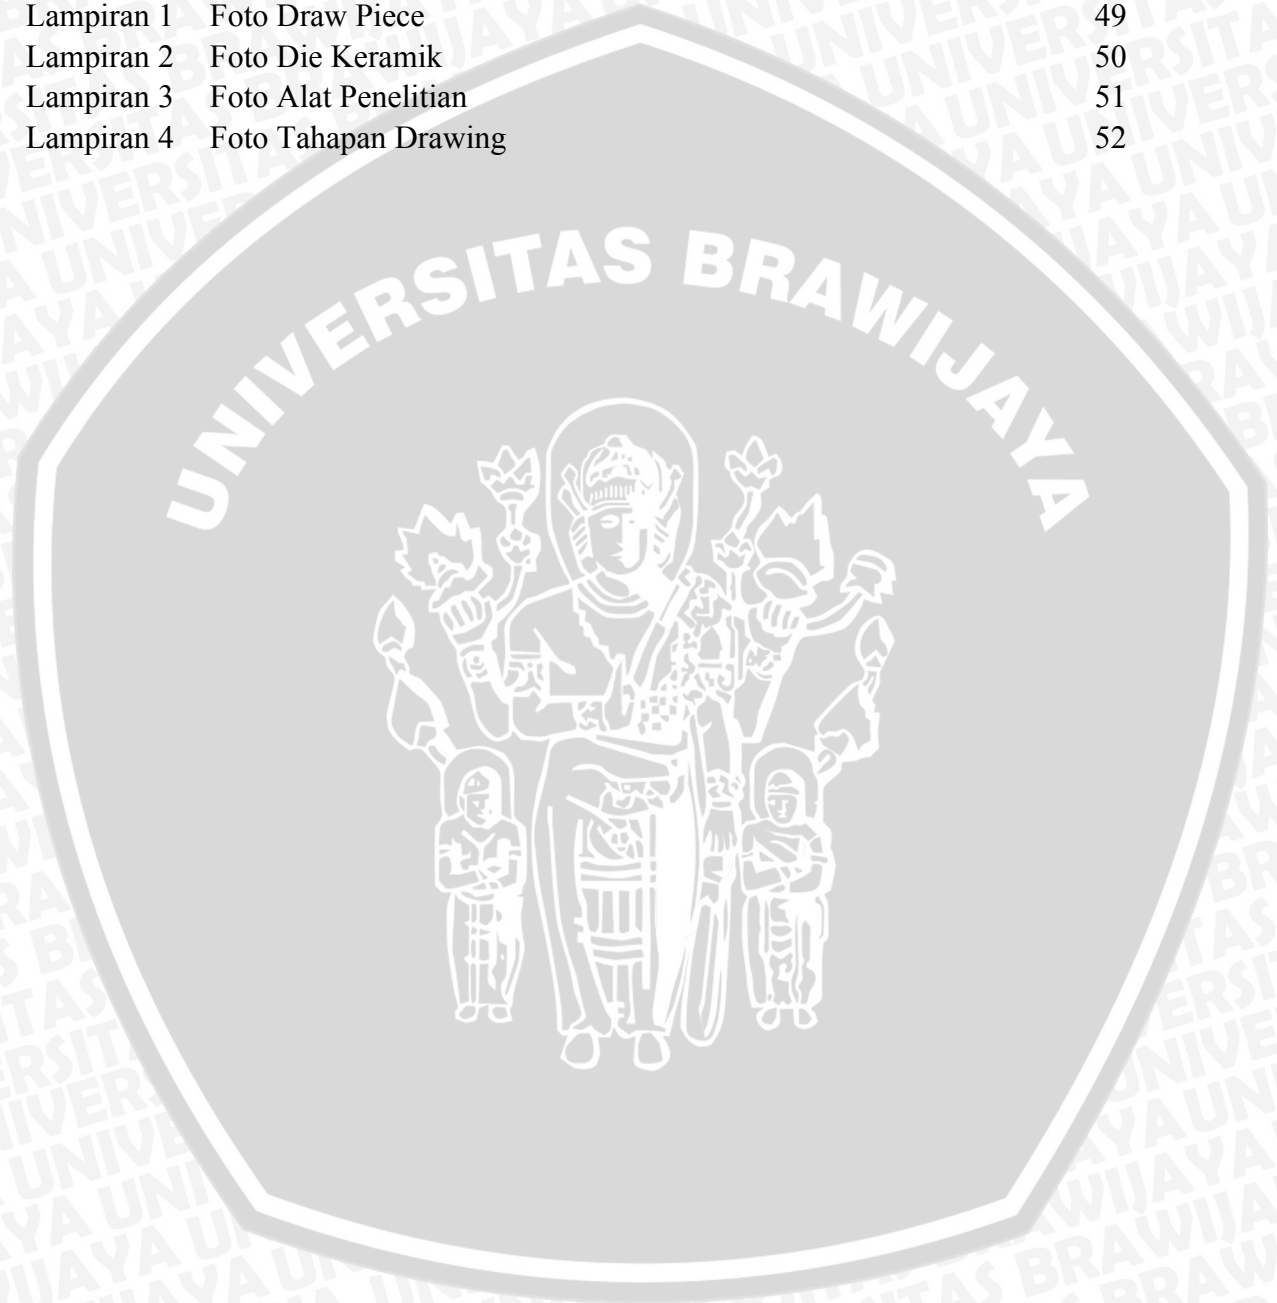 Lampiran 1 Foto Draw Piece 49
Lampiran 2 Foto Die Keramik 50
Lampiran 3 Foto Alat Penelitian 51
Lampiran 4 Foto Tahapan Drawing 52
UNIVERSITAS BRAWIJAYA